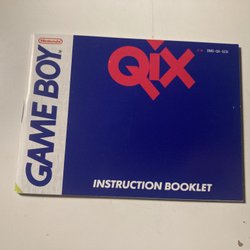 Nintendo
GAME BOY
QiX
INSTRUCTION BOOKLET